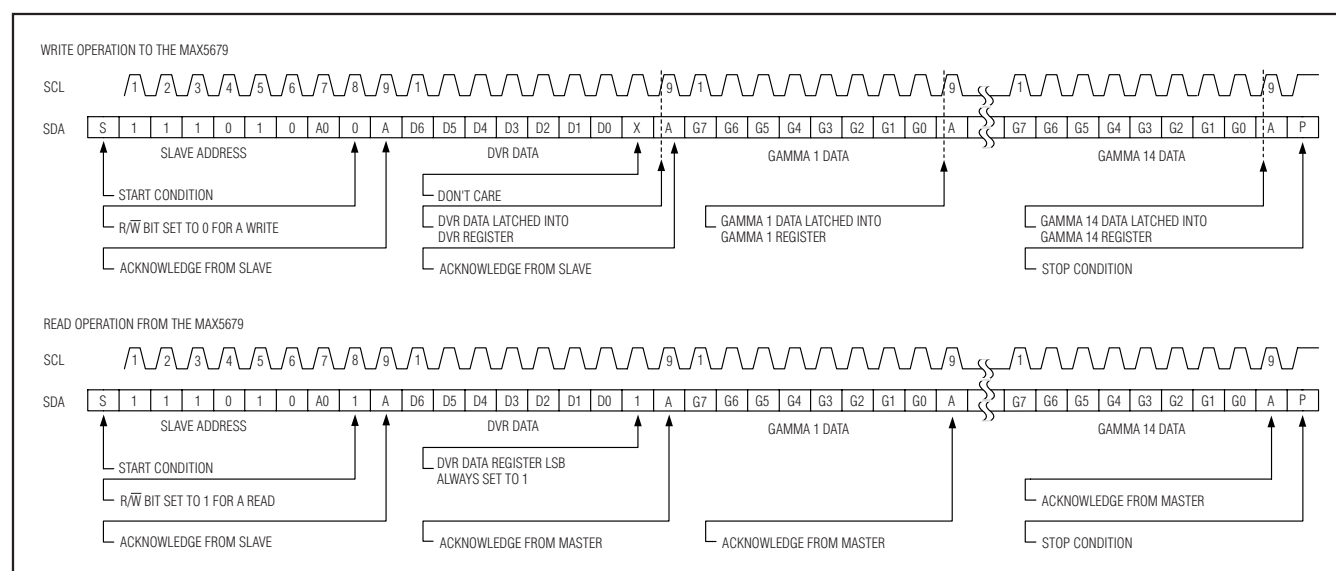 WRITE OPERATION TO THE MAX5679
SCL 1 2 3 4 5 6 7 8 9 1 9 1 9 1 9
SDA S 1 1 1 0 1 0 A0 0 A D6 D5 D4 D3 D2 D1 D0 X A G7 G6 G5 G4 G3 G2 G1 G0 A G7 G6 G5 G4 G3 G2 G1 G0 A P
SLAVE ADDRESS DVR DATA GAMMA 1 DATA GAMMA 14 DATA
START CONDITION
R/W̅ BIT SET TO 0 FOR A WRITE
ACKNOWLEDGE FROM SLAVE
DON'T CARE
DVR DATA LATCHED INTO
DVR REGISTER
ACKNOWLEDGE FROM SLAVE
GAMMA 1 DATA LATCHED INTO
GAMMA 1 REGISTER
GAMMA 14 DATA LATCHED INTO
GAMMA 14 REGISTER
STOP CONDITION
READ OPERATION FROM THE MAX5679
SCL 1 2 3 4 5 6 7 8 9 1 9 1 9 1 9
SDA S 1 1 1 0 1 0 A0 1 A D6 D5 D4 D3 D2 D1 D0 1 A G7 G6 G5 G4 G3 G2 G1 G0 A G7 G6 G5 G4 G3 G2 G1 G0 A P
SLAVE ADDRESS DVR DATA GAMMA 1 DATA GAMMA 14 DATA
START CONDITION
R/W̅ BIT SET TO 1 FOR A READ
ACKNOWLEDGE FROM SLAVE
DVR DATA REGISTER LSB
ALWAYS SET TO 1
ACKNOWLEDGE FROM MASTER
ACKNOWLEDGE FROM MASTER
ACKNOWLEDGE FROM MASTER
STOP CONDITION